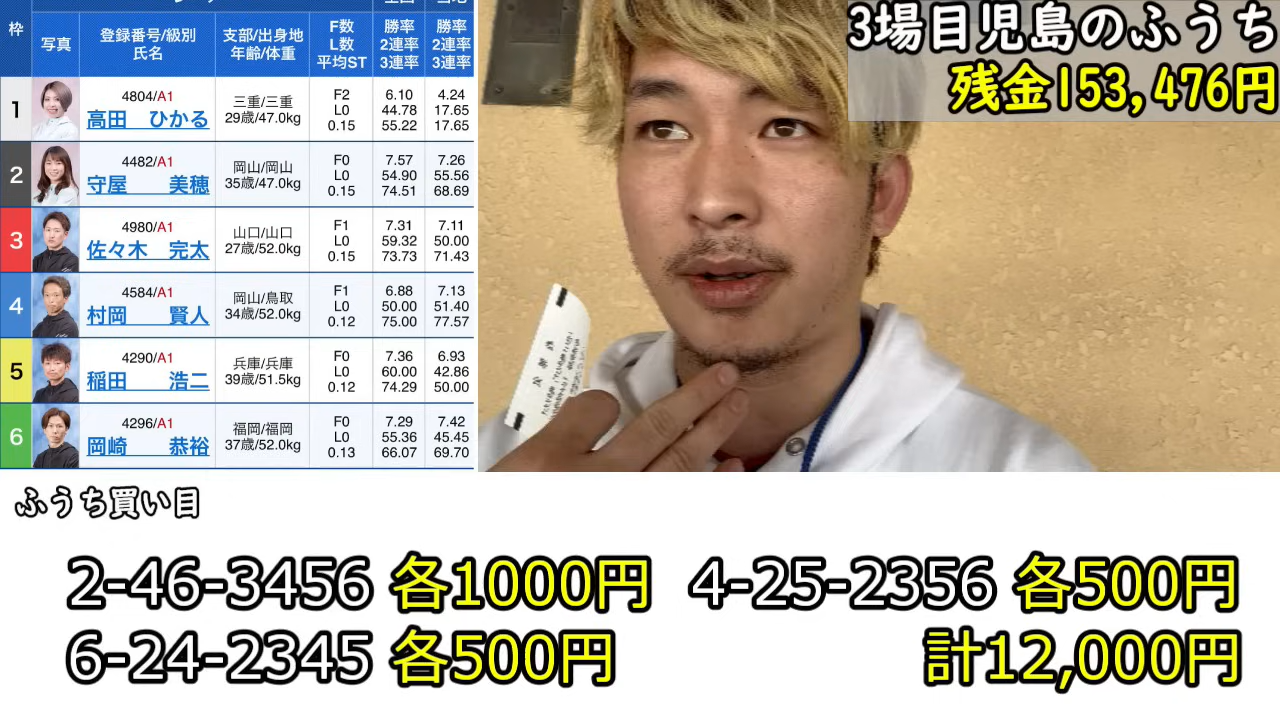 枠
写真
登録番号/級別
氏名
支部/出身地
年齢/体重
F数
L数
平均ST
勝率
2連率
3連率
勝率
2連率
3連率
1
4804/A1
高田 ひかる
三重/三重
29歳/47.0kg
F2
L0
0.15
6.10
44.78
55.22
4.24
17.65
17.65
2
4482/A1
守屋 美穂
岡山/岡山
35歳/47.0kg
F0
L0
0.15
7.57
54.90
74.51
7.26
55.56
68.69
3
4980/A1
佐々木 完太
山口/山口
27歳/52.0kg
F1
L0
0.15
7.31
59.32
73.73
7.11
50.00
71.43
4
4584/A1
村岡 賢人
岡山/鳥取
34歳/52.0kg
F1
L0
0.12
6.88
50.00
75.00
7.13
51.40
77.57
5
4290/A1
稲田 浩二
兵庫/兵庫
39歳/51.5kg
F0
L0
0.12
7.36
60.00
74.29
6.93
42.86
50.00
6
4296/A1
岡崎 恭裕
福岡/福岡
37歳/52.0kg
F0
L0
0.13
7.29
55.36
66.07
7.42
45.45
69.70
3場目児島のふうち
残金153,476円
ふうち買い目
2-46-3456 各1000円
4-25-2356 各500円
6-24-2345 各500円
計12,000円